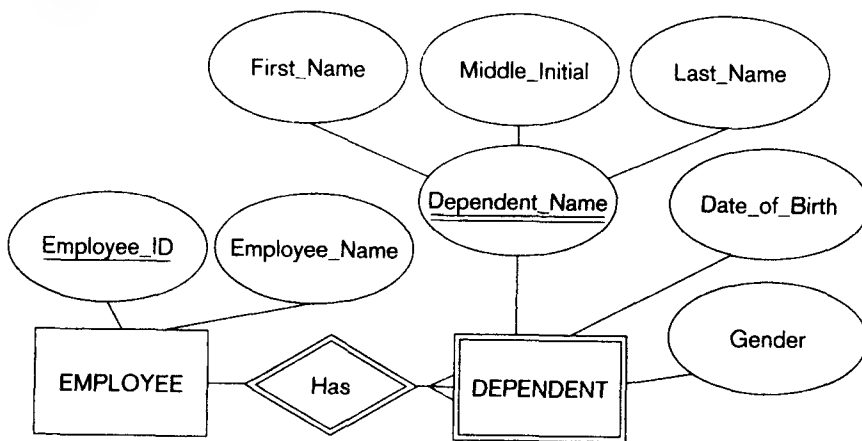 First_Name
Middle_Initial
Last_Name
Dependent_Name
Date_of_Birth
Employee_ID
Employee_Name
Gender
EMPLOYEE
Has
DEPENDENT